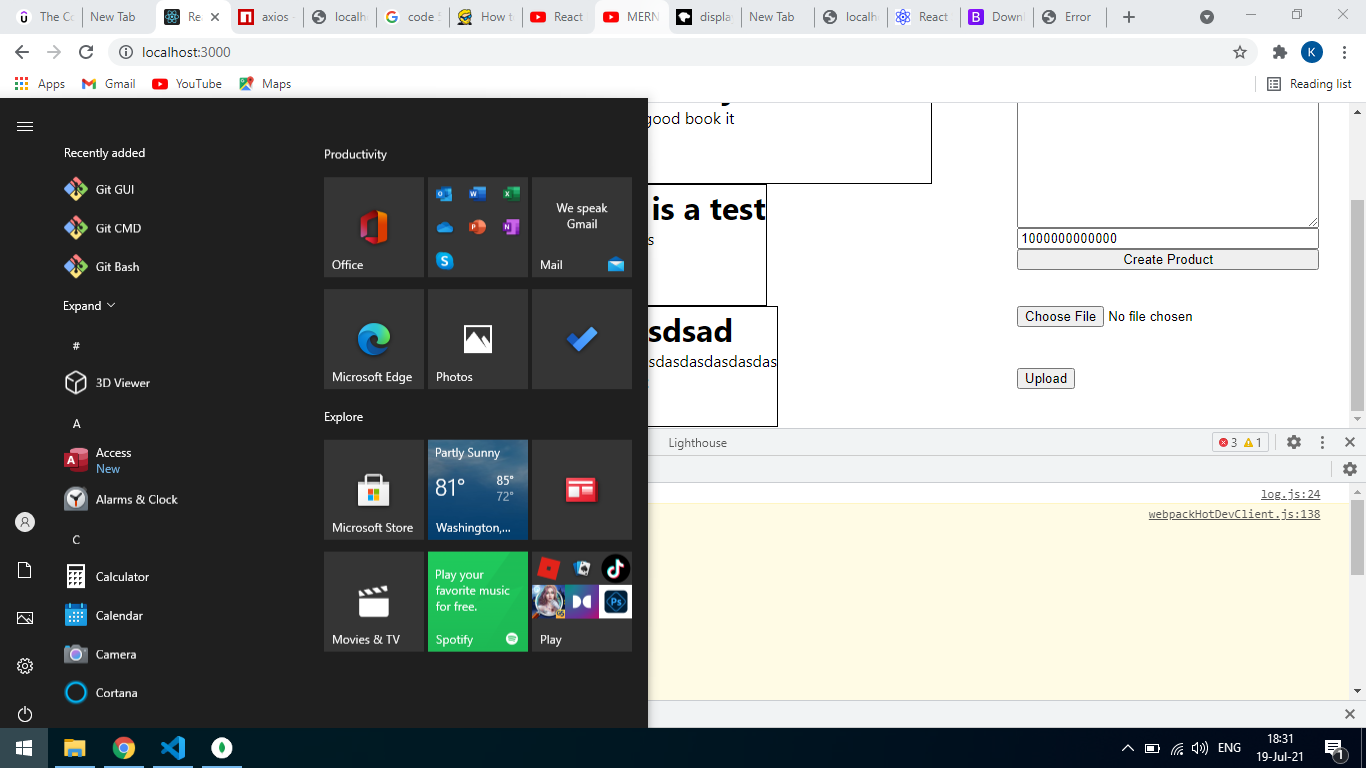 The Co
New Tab
Re
axios
localh
code S
How t
React
MERN
displa
New Tab
localh
React
Downl
Error
localhost:3000
K
Apps
Gmail
YouTube
Maps
Reading list
good book it
is a test
s
sdsad
sdasdasdasdasdas
1000000000000
Create Product
Choose File No file chosen
Upload
Lighthouse
3
1
log.js:24
webpackHotDevClient.js:138
Recently added
Git GUI
Git CMD
Git Bash
Expand
#
3D Viewer
A
Access
New
Alarms & Clock
C
Calculator
Calendar
Camera
Cortana
Productivity
Office
We speak
Gmail
Mail
Microsoft Edge
Photos
Explore
Microsoft Store
Partly Sunny
81° 85°
72°
Washington,...
Movies & TV
Play your
favorite music
for free.
Spotify
Play
ENG
18:31
19-Jul-21
1